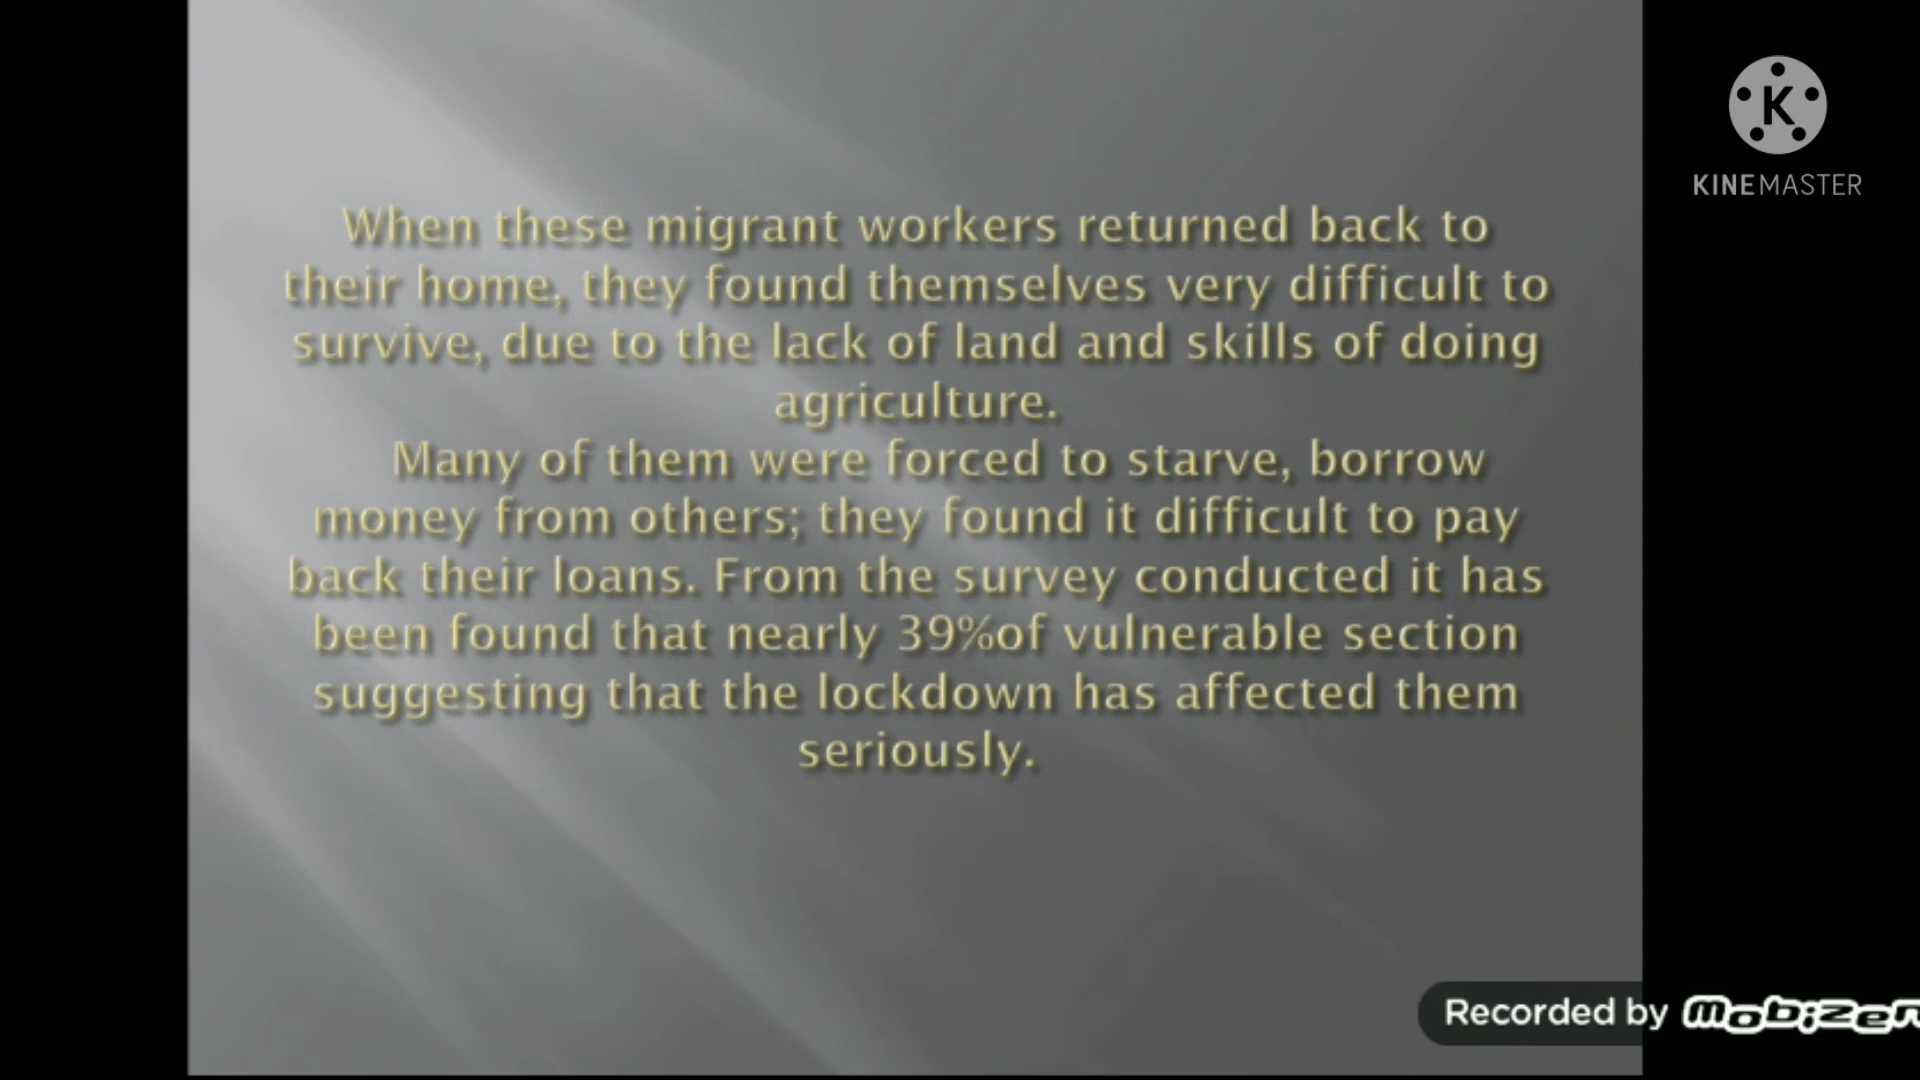 K
KINEMASTER
When these migrant workers returned back to
their home, they found themselves very difficult to
survive, due to the lack of land and skills of doing
agriculture.
Many of them were forced to starve, borrow
money from others; they found it difficult to pay
back their loans. From the survey conducted it has
been found that nearly 39%of vulnerable section
suggesting that the lockdown has affected them
seriously.
Recorded by Mobizen